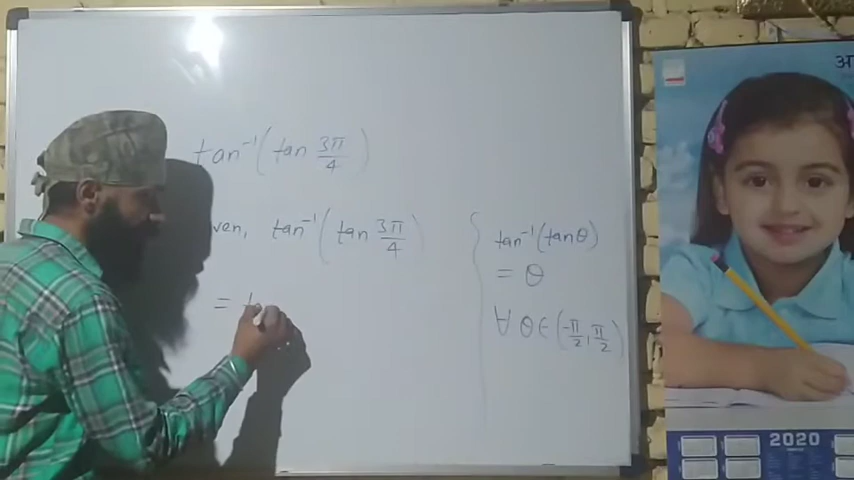 tan⁻¹(tan 3π/4)
ven, tan⁻¹(tan 3π/4)
=
tan⁻¹(tanθ)
= θ
∀ θ ∈ (-π/2, π/2)
अ
2020